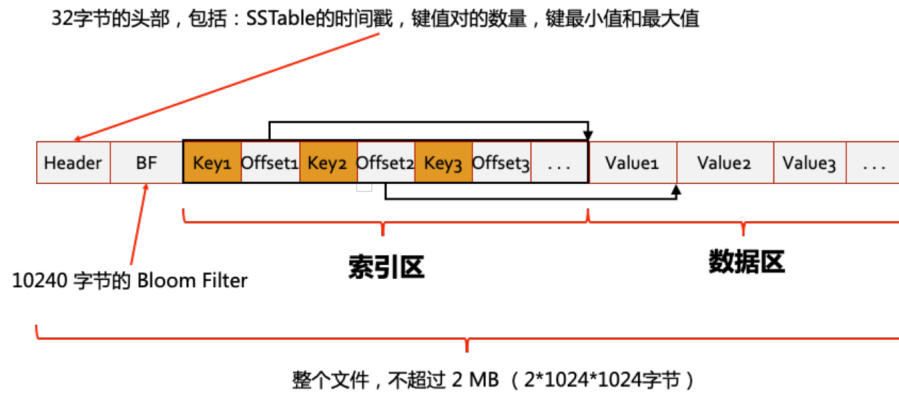 32字节的头部，包括：SSTable的时间戳，键值对的数量，键最小值和最大值
Header BF Key1 Offset1 Key2 Offset2 Key3 Offset3 ... Value1 Value2 Value3 ...
索引区 数据区
10240 字节的 Bloom Filter
整个文件，不超过 2 MB （ 2*1024*1024字节 ）